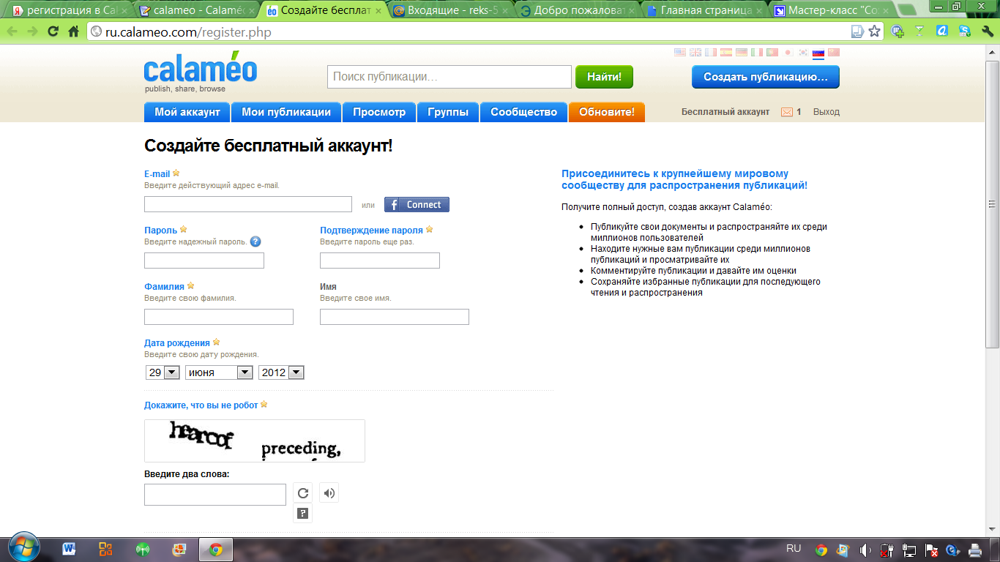 регистрация в Cal
calameo - Calaméo
Создайте бесплат
Входящие - reks-5
Добро пожаловат
Главная страница
Мастер-класс "Со
ru.calameo.com/register.php
calaméo
publish, share, browse
Поиск публикации...
Найти!
Создать публикацию...
Мой аккаунт
Мои публикации
Просмотр
Группы
Сообщество
Обновите!
Бесплатный аккаунт
1
Выход
Создайте бесплатный аккаунт!
E-mail
Введите действующий адрес e-mail.
или
f Connect
Пароль
Введите надежный пароль. ?
Подтверждение пароля
Введите пароль еще раз.
Фамилия
Введите свою фамилия.
Имя
Введите свое имя.
Дата рождения
Введите свою дату рождения.
29 июня 2012
Докажите, что вы не робот
hearcof preceding,
Введите два слова:
?
Присоединитесь к крупнейшему мировому
сообществу для распространения публикаций!
Получите полный доступ, создав аккаунт Calaméo:
Публикуйте свои документы и распространяйте их среди
миллионов пользователей
Находите нужные вам публикации среди миллионов
публикаций и просматривайте их
Комментируйте публикации и давайте им оценки
Сохраняйте избранные публикации для последующего
чтения и распространения
RU